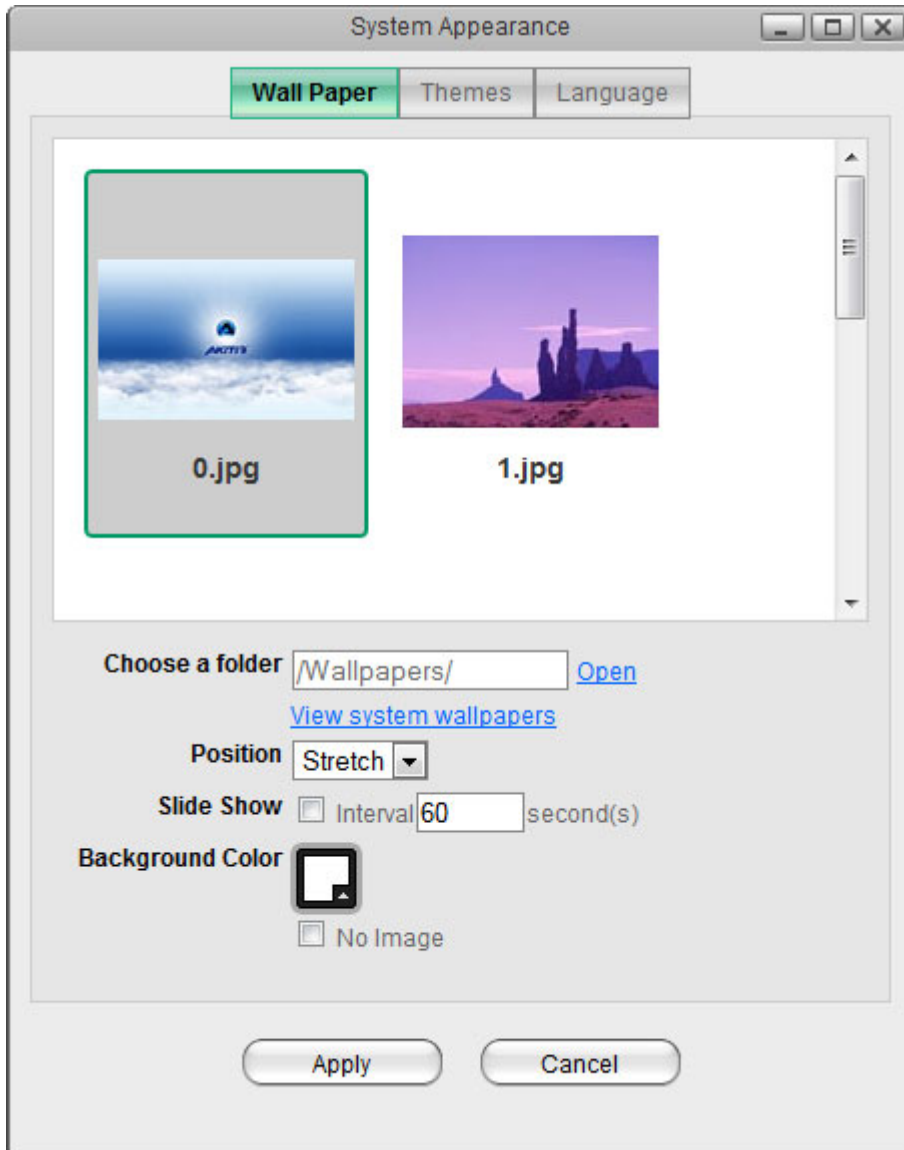 System Appearance
Wall Paper Themes Language
AKiTiO
0.jpg 1.jpg
Choose a folder /Wallpapers/ Open
View system wallpapers
Position Stretch
Slide Show Interval 60 second(s)
Background Color
No Image
Apply Cancel